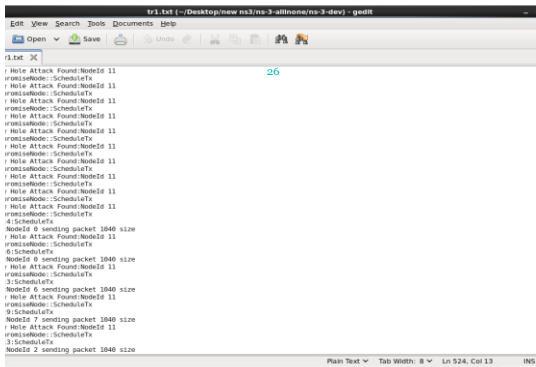 tr1.txt (~/Desktop/new ns3/ns-3-allinone/ns-3-dev) - gedit
Edit View Search Tools Documents Help
Open Save Undo
r1.txt
26
Hole Attack Found:NodeId 11
romiseNode::ScheduleTx
Hole Attack Found:NodeId 11
romiseNode::ScheduleTx
Hole Attack Found:NodeId 11
romiseNode::ScheduleTx
Hole Attack Found:NodeId 11
romiseNode::ScheduleTx
Hole Attack Found:NodeId 11
romiseNode::ScheduleTx
Hole Attack Found:NodeId 11
romiseNode::ScheduleTx
Hole Attack Found:NodeId 11
romiseNode::ScheduleTx
Hole Attack Found:NodeId 11
romiseNode::ScheduleTx
Hole Attack Found:NodeId 11
romiseNode::ScheduleTx
Hole Attack Found:NodeId 11
romiseNode::ScheduleTx
4:ScheduleTx
NodeId 0 sending packet 1040 size
Hole Attack Found:NodeId 11
romiseNode::ScheduleTx
6:ScheduleTx
NodeId 0 sending packet 1040 size
Hole Attack Found:NodeId 11
romiseNode::ScheduleTx
3:ScheduleTx
NodeId 6 sending packet 1040 size
Hole Attack Found:NodeId 11
romiseNode::ScheduleTx
9:ScheduleTx
NodeId 7 sending packet 1040 size
Hole Attack Found:NodeId 11
romiseNode::ScheduleTx
3:ScheduleTx
NodeId 2 sending packet 1040 size
Plain Text Tab Width: 8 Ln 524, Col 13 INS